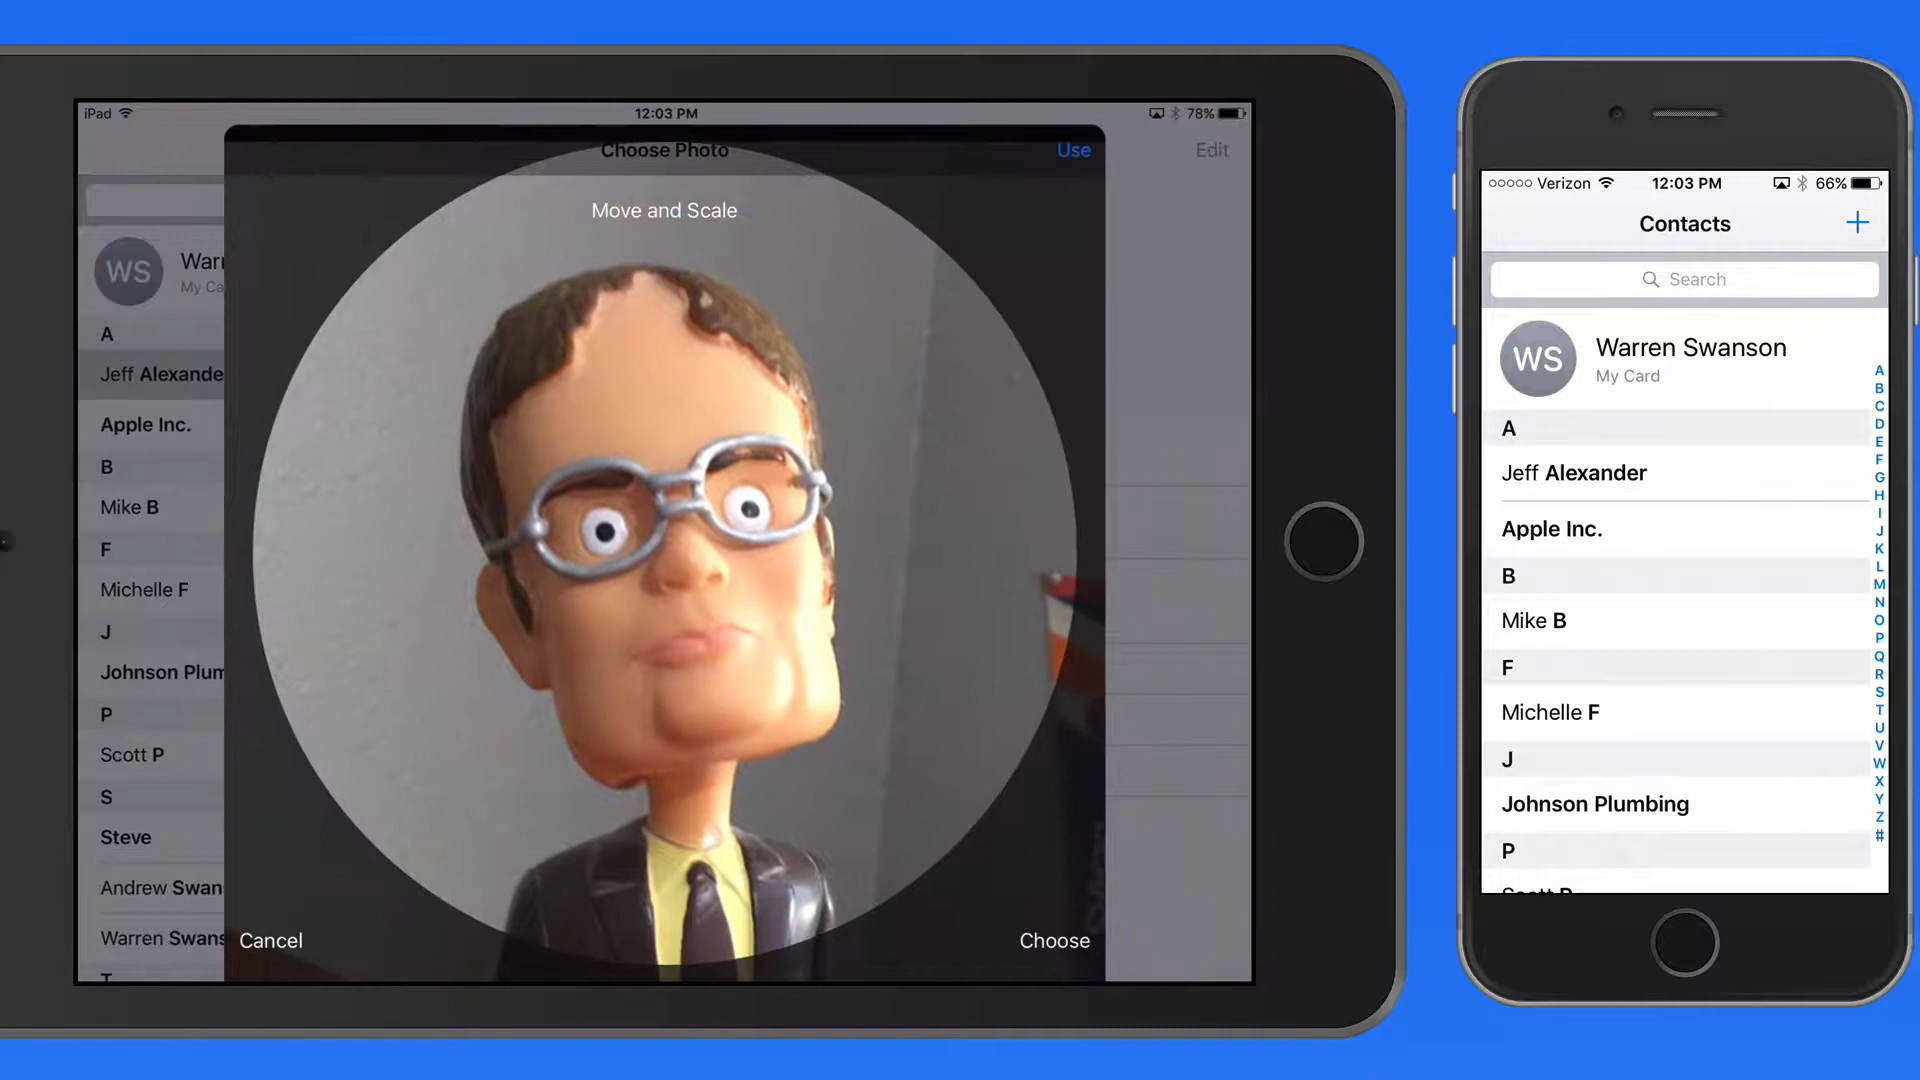 iPad
12:03 PM
78%
Choose Photo
Use
Edit
Move and Scale
WS
Warr
My Ca
A
Jeff Alexande
Apple Inc.
B
Mike B
F
Michelle F
J
Johnson Plum
P
Scott P
S
Steve
Andrew Swan
Warren Swans
T
Cancel
Choose
Verizon
12:03 PM
66%
Contacts
+
Search
WS
Warren Swanson
My Card
A
Jeff Alexander
Apple Inc.
B
Mike B
F
Michelle F
J
Johnson Plumbing
P
Scott P
A
B
C
D
E
F
G
H
I
J
K
L
M
N
O
P
Q
R
S
T
U
V
W
X
Y
Z
#